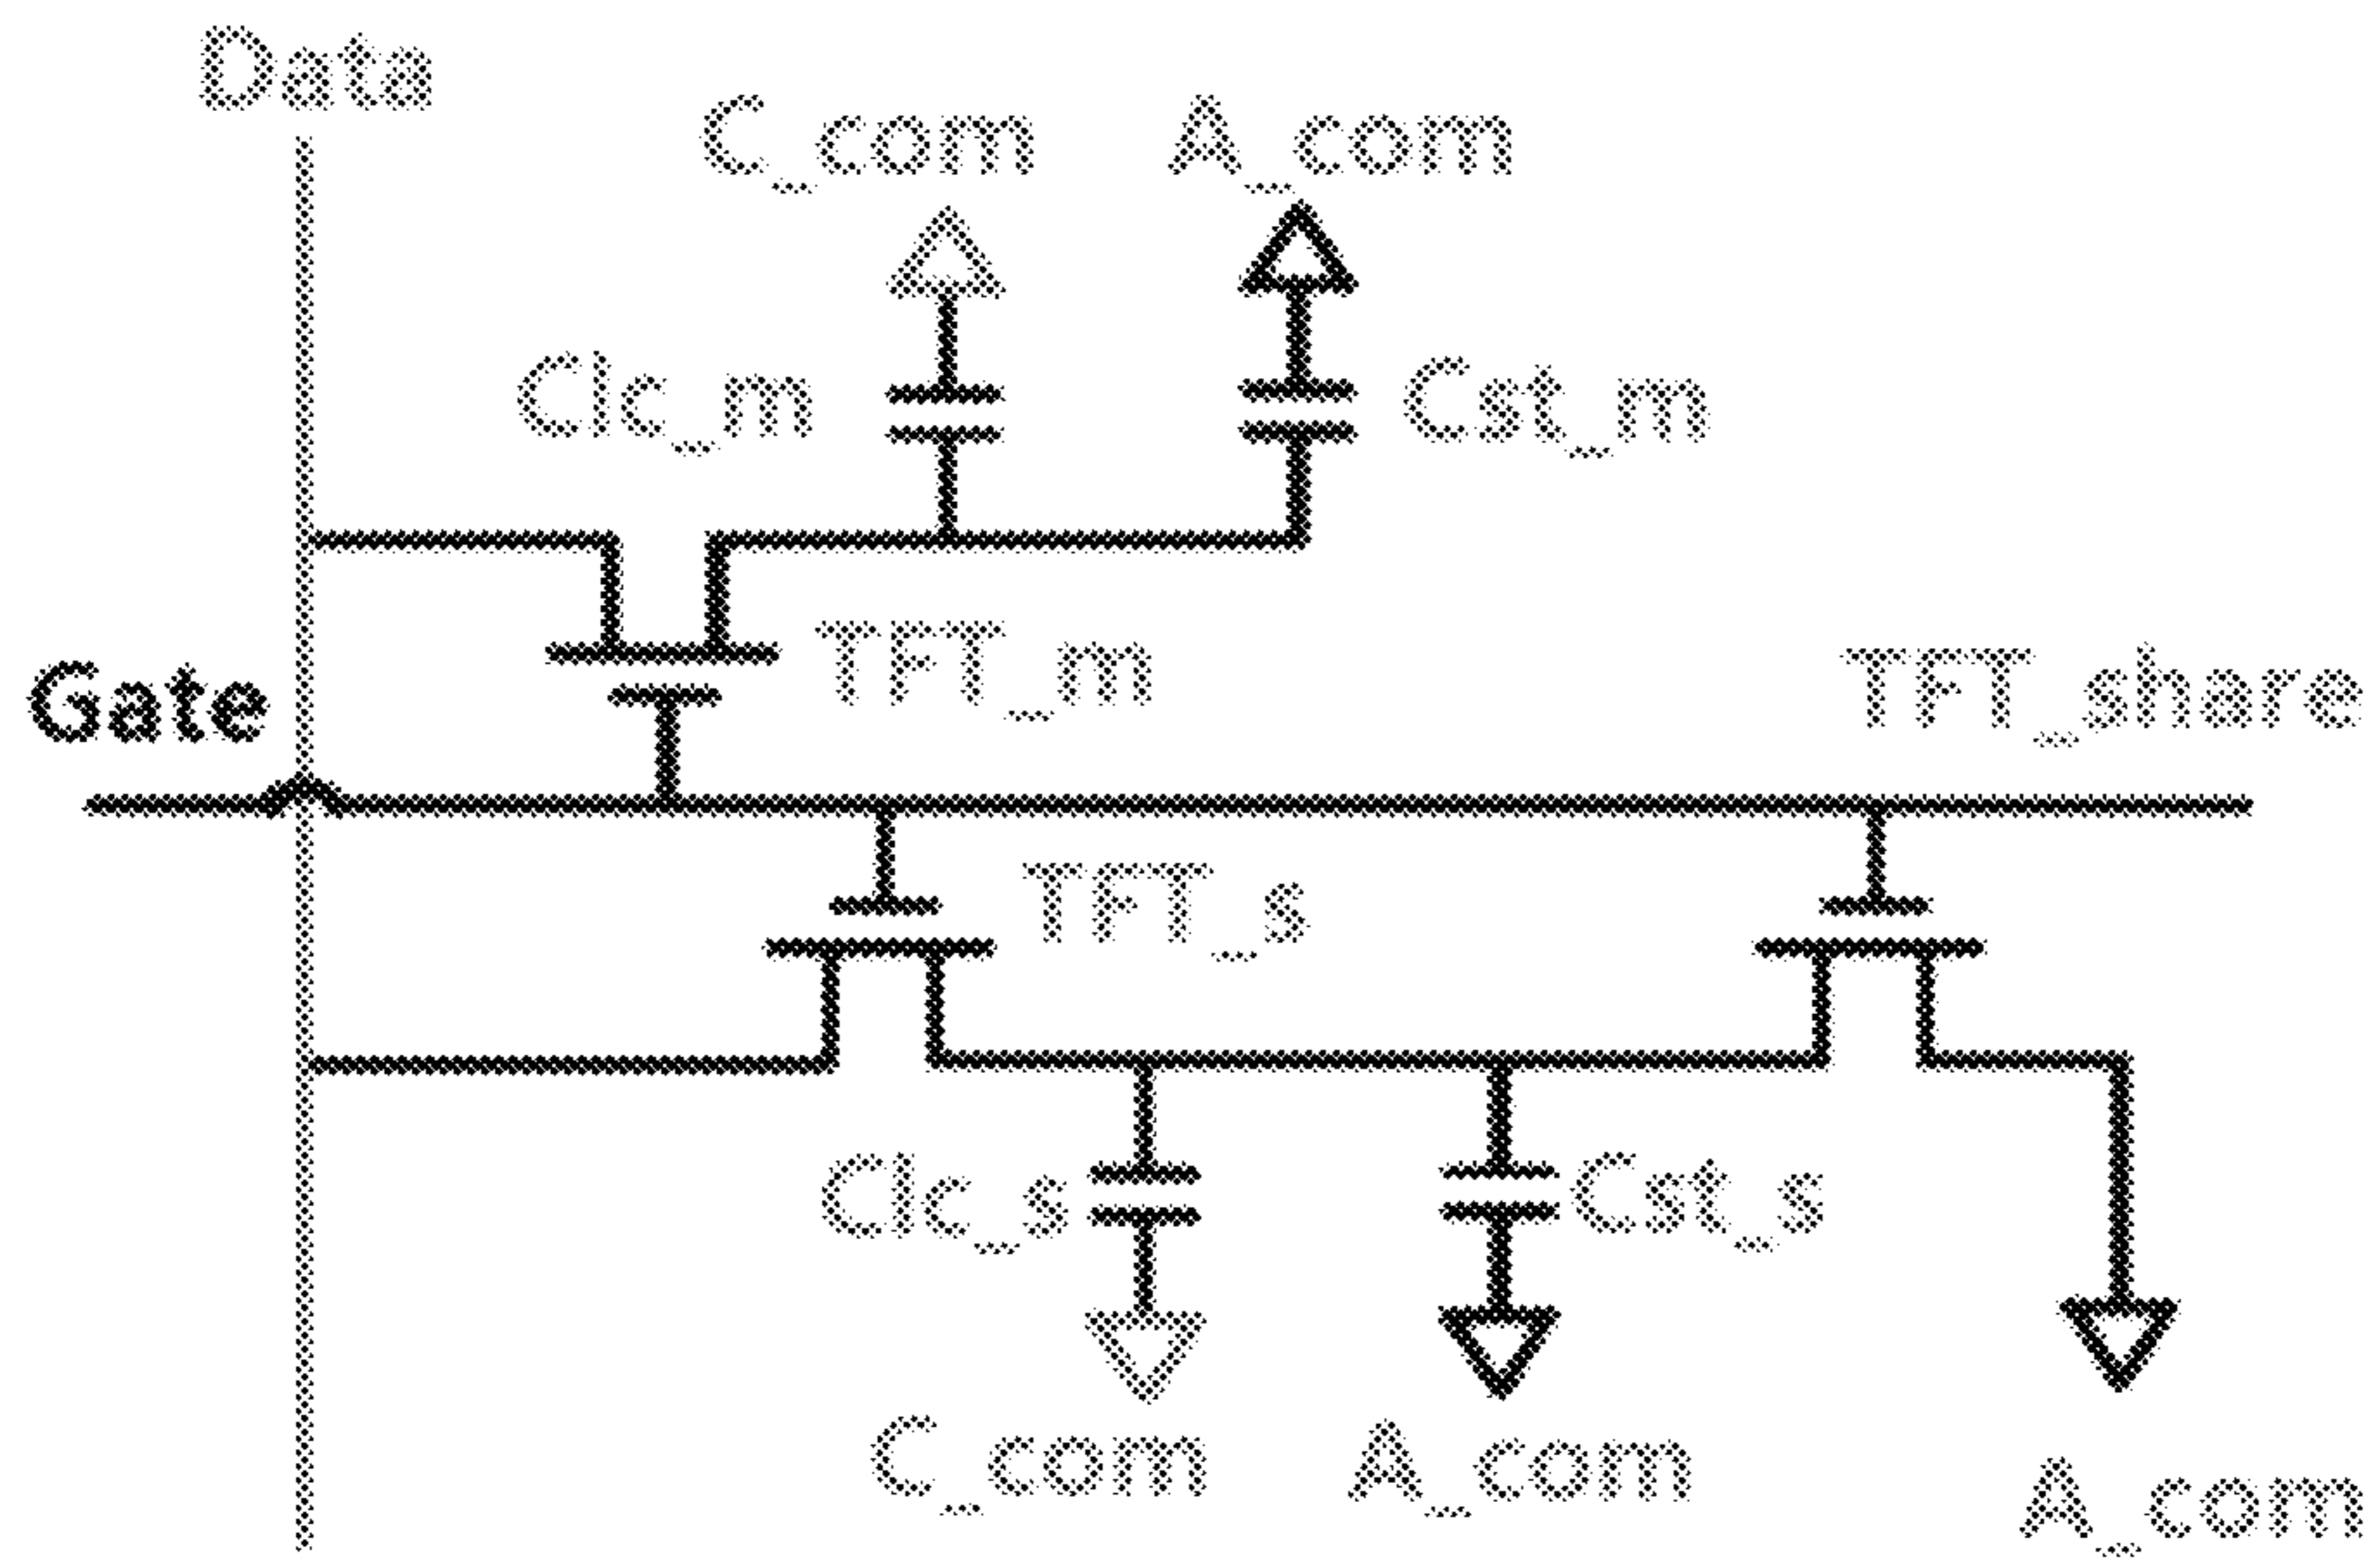 Data
C_com
A_com
Clc_m
Cst_m
TFT_m
TFT_share
Gate
TFT_s
Clc_s
Cst_s
C_com
A_com
A_com